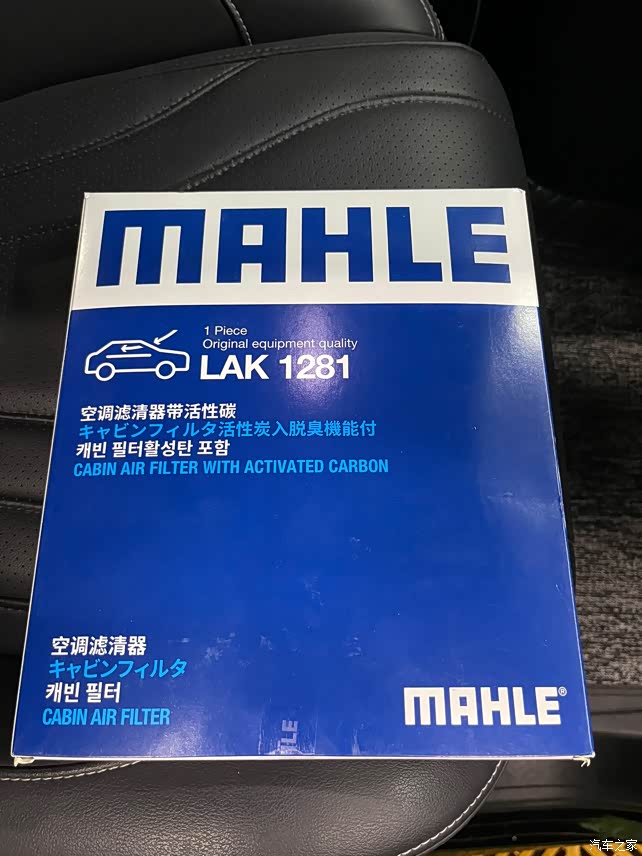 MAHLE
1 Piece
Original equipment quality
LAK 1281
空调滤清器带活性碳
キャビンフィルタ活性炭入脱臭機能付
캐빈 필터활성탄 포함
CABIN AIR FILTER WITH ACTIVATED CARBON
空调滤清器
キャビンフィルタ
캐빈 필터
CABIN AIR FILTER
MAHLE®
汽车之家